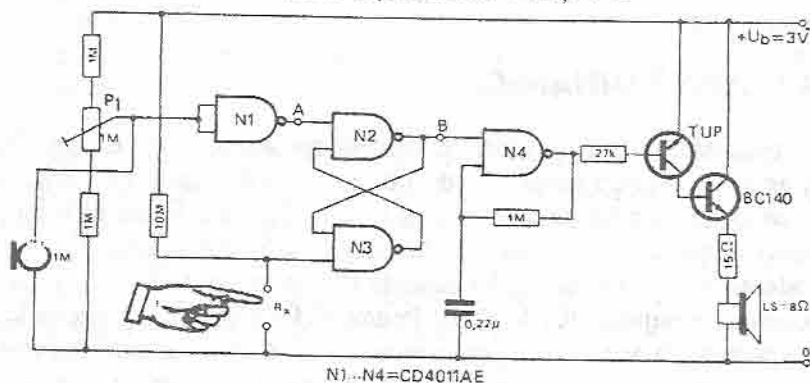 +Ub=3V
1M
P1
1M
N1
A
N2
B
N4
27k
TUP
BC140
1M
10M
N3
1M
15Ω
1M
Rx
0,22µ
LS=8Ω
0
N1...N4=CD4011AE